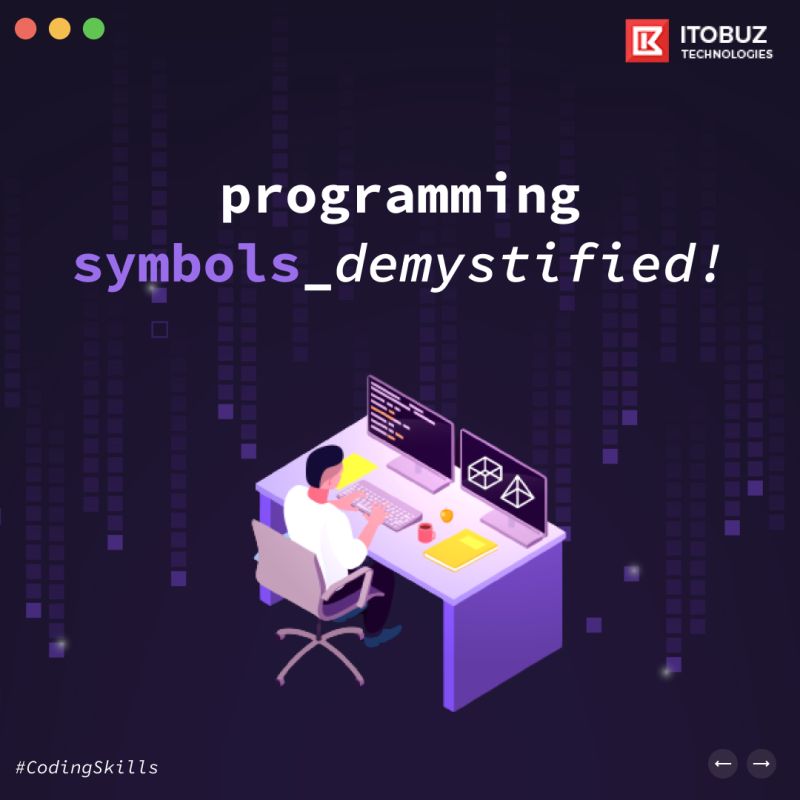 ITOBUZ
TECHNOLOGIES
programming
symbols_demystified!
#CodingSkills